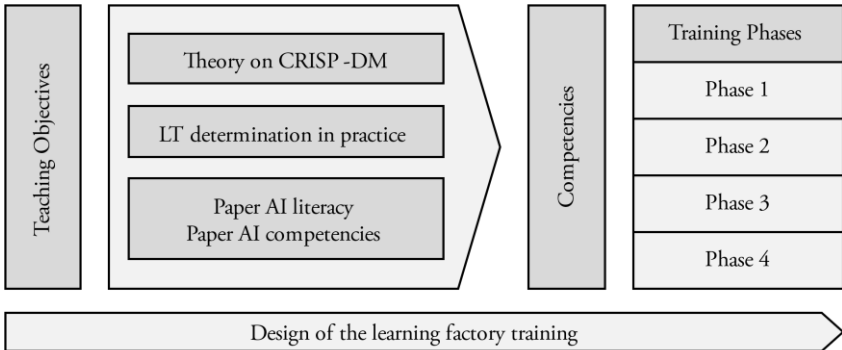 Teaching Objectives
Theory on CRISP -DM
LT determination in practice
Paper AI literacy
Paper AI competencies
Competencies
Training Phases
Phase 1
Phase 2
Phase 3
Phase 4
Design of the learning factory training